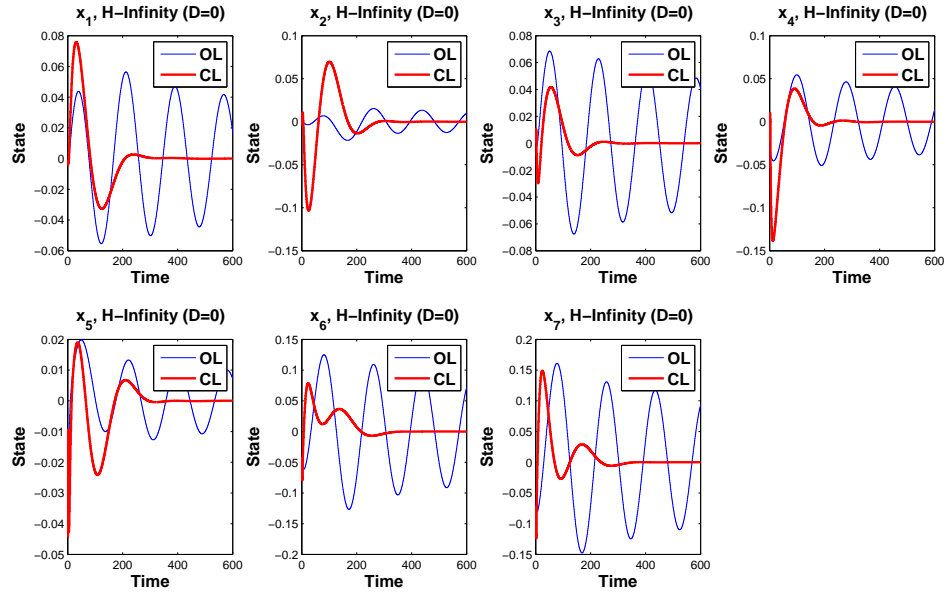 x1, H−Infinity (D=0)
0.08
0.06
0.04
0.02
0
−0.02
−0.04
−0.06
0
200
400
600
State
Time
OL
CL
x2, H−Infinity (D=0)
0.1
0.05
0
−0.05
−0.1
−0.15
0
200
400
600
State
Time
OL
CL
x3, H−Infinity (D=0)
0.08
0.06
0.04
0.02
0
−0.02
−0.04
−0.06
−0.08
0
200
400
600
State
Time
OL
CL
x4, H−Infinity (D=0)
0.1
0.05
0
−0.05
−0.1
−0.15
0
200
400
600
State
Time
OL
CL
x5, H−Infinity (D=0)
0.02
0.01
0
−0.01
−0.02
−0.03
−0.04
−0.05
0
200
400
600
State
Time
OL
CL
x6, H−Infinity (D=0)
0.15
0.1
0.05
0
−0.05
−0.1
−0.15
−0.2
0
200
400
600
State
Time
OL
CL
x7, H−Infinity (D=0)
0.2
0.15
0.1
0.05
0
−0.05
−0.1
−0.15
0
200
400
600
State
Time
OL
CL